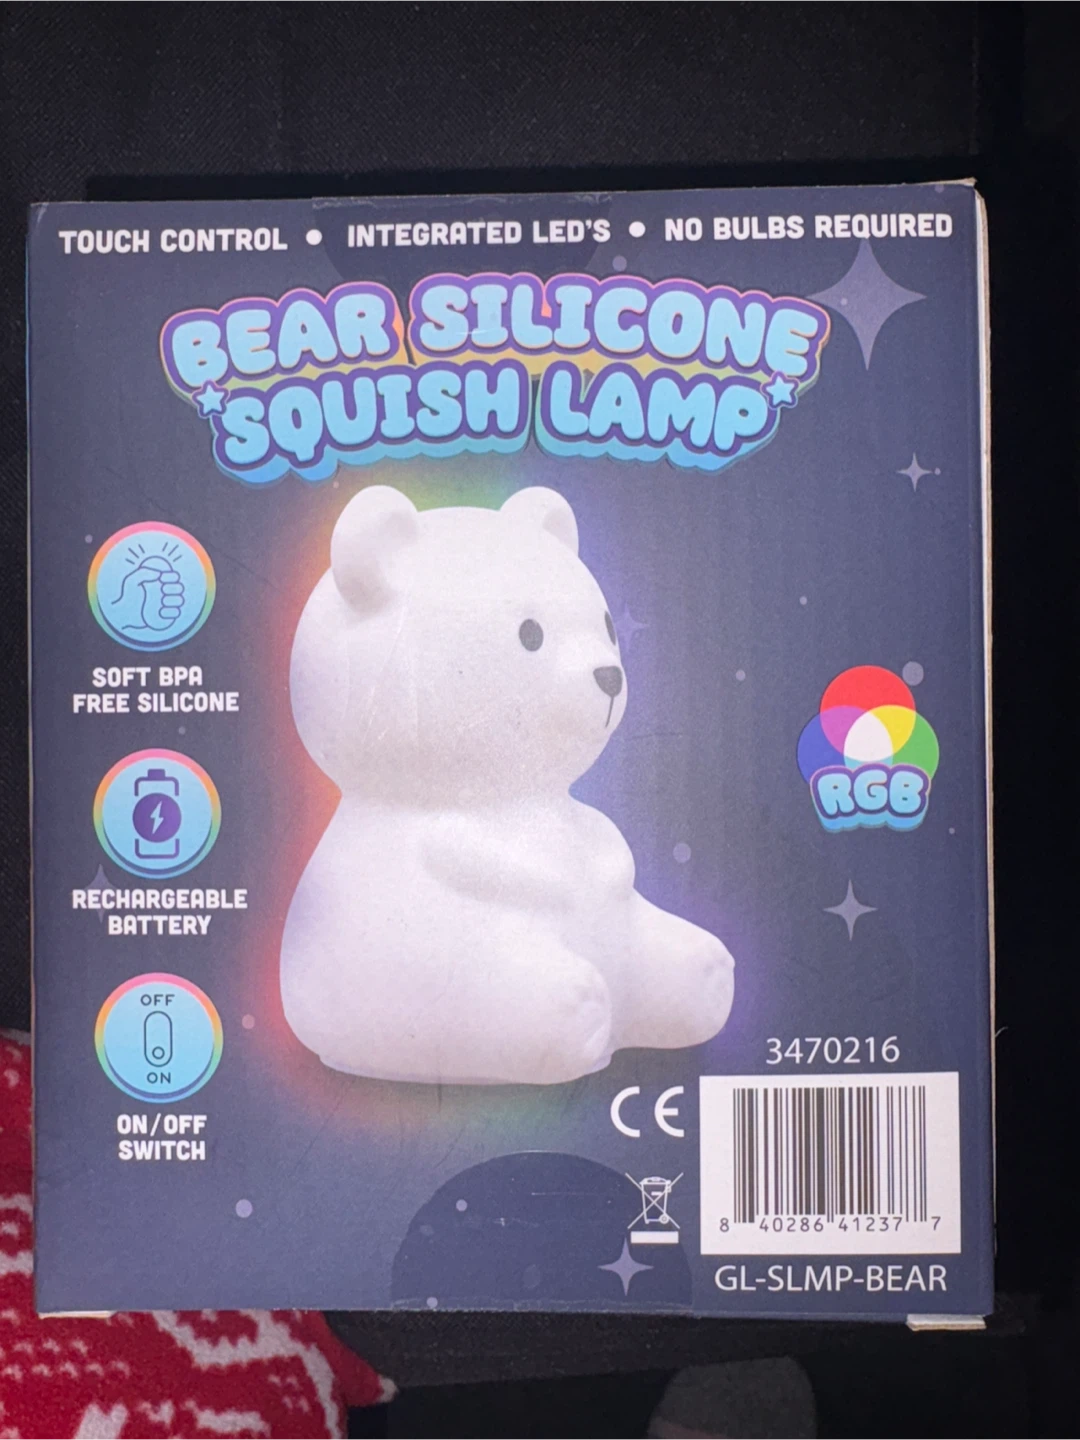 TOUCH CONTROL • INTEGRATED LED'S • NO BULBS REQUIRED
BEAR SILICONE
SQUISH LAMP
SOFT BPA
FREE SILICONE
RGB
RECHARGEABLE
BATTERY
OFF
ON
ON/OFF
SWITCH
3470216
CE
8 40286 41237 7
GL-SLMP-BEAR